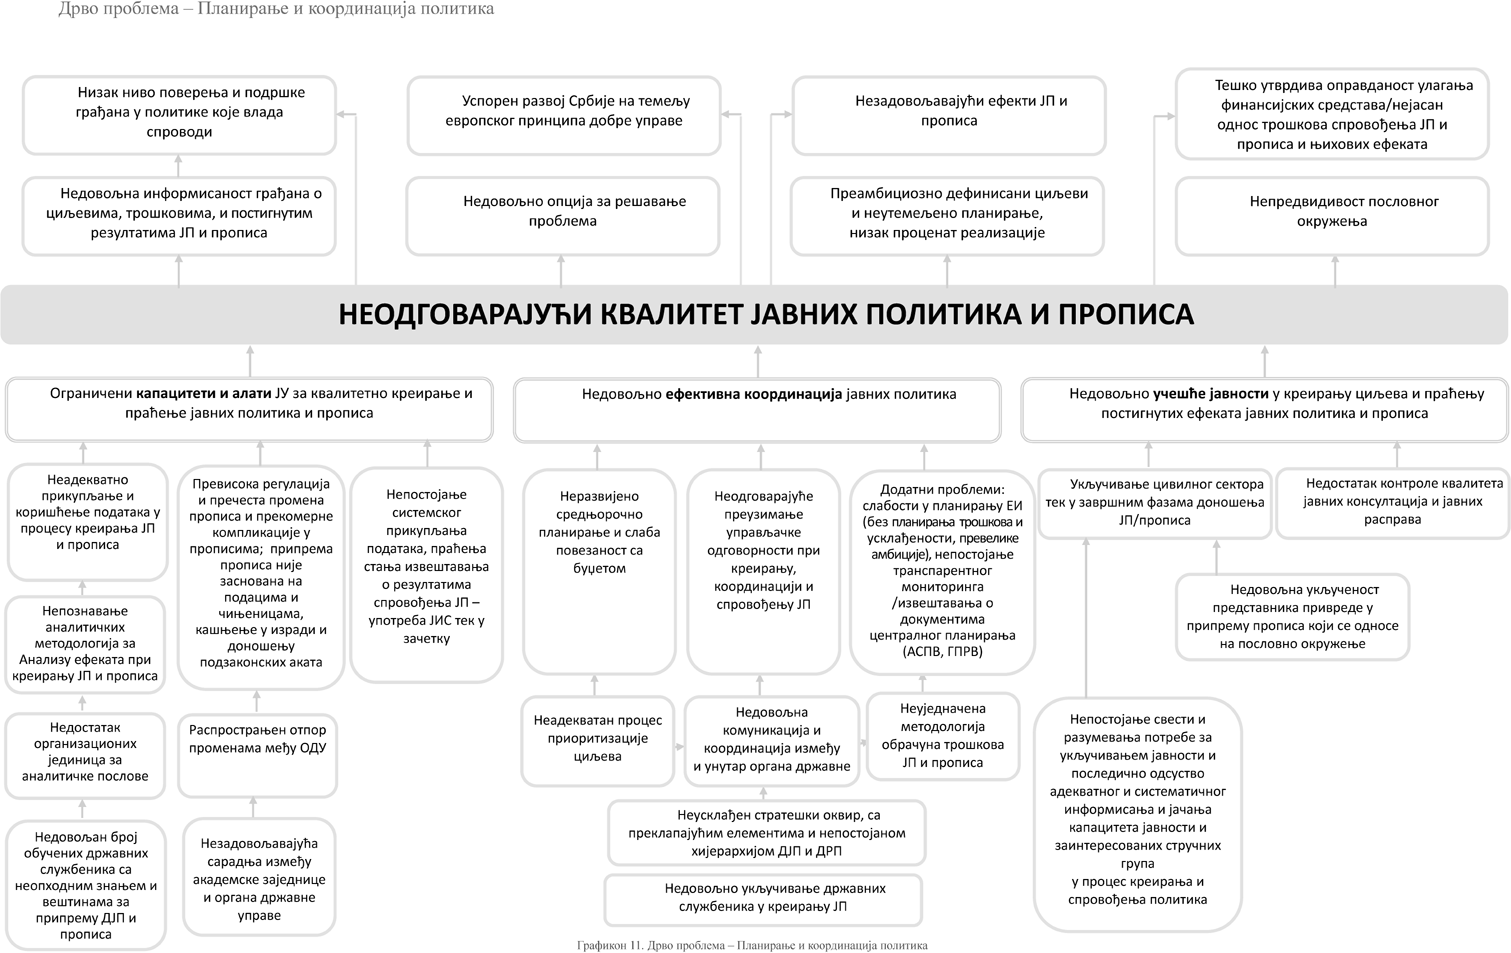 Дрво проблема – Планирање и координација политика
Низак ниво поверења и подршке
грађана у политике које влада
спроводи
Успорен развој Србије на темељу
европског принципа добре управе
Незадовољавајући ефекти ЈП и
прописа
Тешко утврдива оправданост улагања
финансијских средстава/нејасан
однос трошкова спровођења ЈП и
прописа и њихових ефеката
Недовољна информисаност грађана о
циљевима, трошковима, и постигнутим
резултатима ЈП и прописа
Недовољно опција за решавање
проблема
Преамбициозно дефинисани циљеви
и неутемељено планирање,
низак проценат реализације
Непредвидивост пословног
окружења
НЕОДГОВАРАЈУЋИ КВАЛИТЕТ ЈАВНИХ ПОЛИТИКА И ПРОПИСА
Ограничени капацитети и алати ЈУ за квалитетно креирање и
праћење јавних политика и прописа
Недовољно ефективна координација јавних политика
Недовољно учешће јавности у креирању циљева и праћењу
постигнутих ефеката јавних политика и прописа
Неадекватно
прикупљање и
коришћење података у
процесу креирања ЈП
и прописа
Превисока регулација
и пречеста промена
прописа и прекомерне
компликације у
прописима;  припрема
прописа није
заснована на
подацима и
чињеницама,
кашњење у изради и
доношењу
подзаконских аката
Непостојање
системског
прикупљања
података, праћења
стања извештавања
о резултатима
спровођења ЈП –
употреба ЈИС тек у
зачетку
Неразвијено
средњорочно
планирање и слаба
повезаност са
буџетом
Неодговарајуће
преузимање
управљачке
одговорности при
креирању,
координацији и
спровођењу ЈП
Додатни проблеми:
слабости у планирању ЕИ
(без планирања трошкова и
усклађености, превелике
амбиције), непостојање
транспарентног
мониторинга
/извештавања о
документима
централног планирања
(АСПВ, ГПРВ)
Укључивање цивилног сектора
тек у завршним фазама доношења
ЈП/прописа
Недостатак контроле квалитета
јавних консултација и јавних
расправа
Непознавање
аналитичких
методологија за
Анализу ефеката при
креирању ЈП и прописа
Недовољна укљученост
представника привреде у
припрему прописа који се односе
на пословно окружење
Недостатак
организационих
јединица за
аналитичке послове
Распрострањен отпор
променама међу ОДУ
Неадекватан процес
приоритизације
циљева
Недовољна
комуникација и
координација између
и унутар органа државне
Неуједначена
методологија
обрачуна трошкова
ЈП и прописа
Непостојање свести и
разумевања потребе за
укључивањем јавности и
последично одсуство
адекватног и систематичног
информисања и јачања
капацитета јавности и
заинтересованих стручних
група
у процес креирања и
спровођења политика
Недовољан број
обучених државних
службеника са
неопходним знањем и
вештинама за
припрему ДЈП и
прописа
Незадовољавајућа
сарадња између
академске заједнице
и органа државне
управе
Неусклађен стратешки оквир, са
преклапајућим елементима и непостојаном
хијерархијом ДЈП и ДРП
Недовољно укључивање државних
службеника у креирању ЈП
Графикон 11. Дрво проблема – Планирање и координација политика